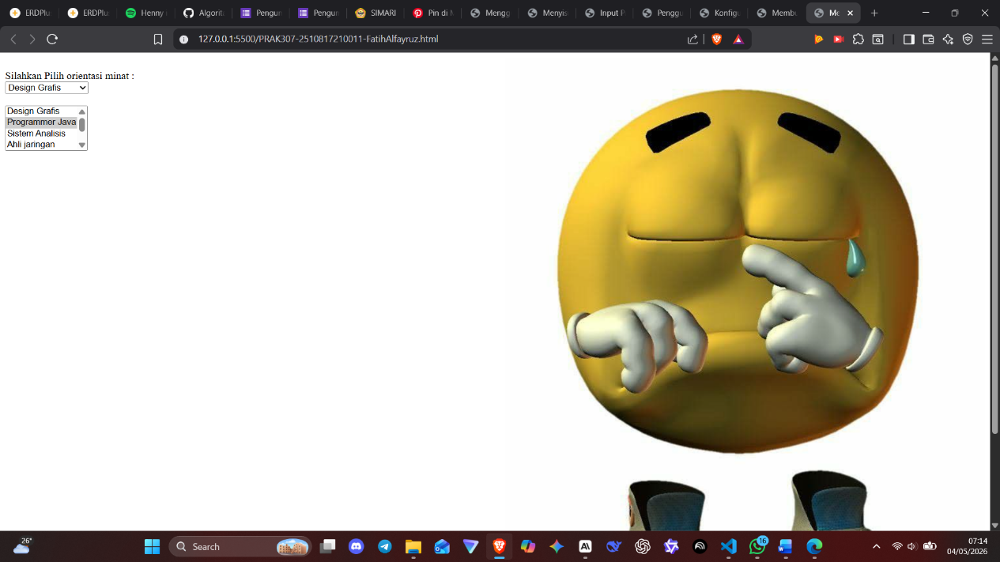 ERDPlu
ERDPlu
Henny
Algorit
Pengun
Pengun
SIMARI
Pin di
Mengg
Menyis
Input P
Penggu
Konfigu
Membu
Me
127.0.0.1:5500/PRAK307-2510817210011-FatihAlfayruz.html
Silahkan Pilih orientasi minat :
Design Grafis
Design Grafis
Programmer Java
Sistem Analisis
Ahli jaringan
26°
Search
16
07:14
04/05/2026